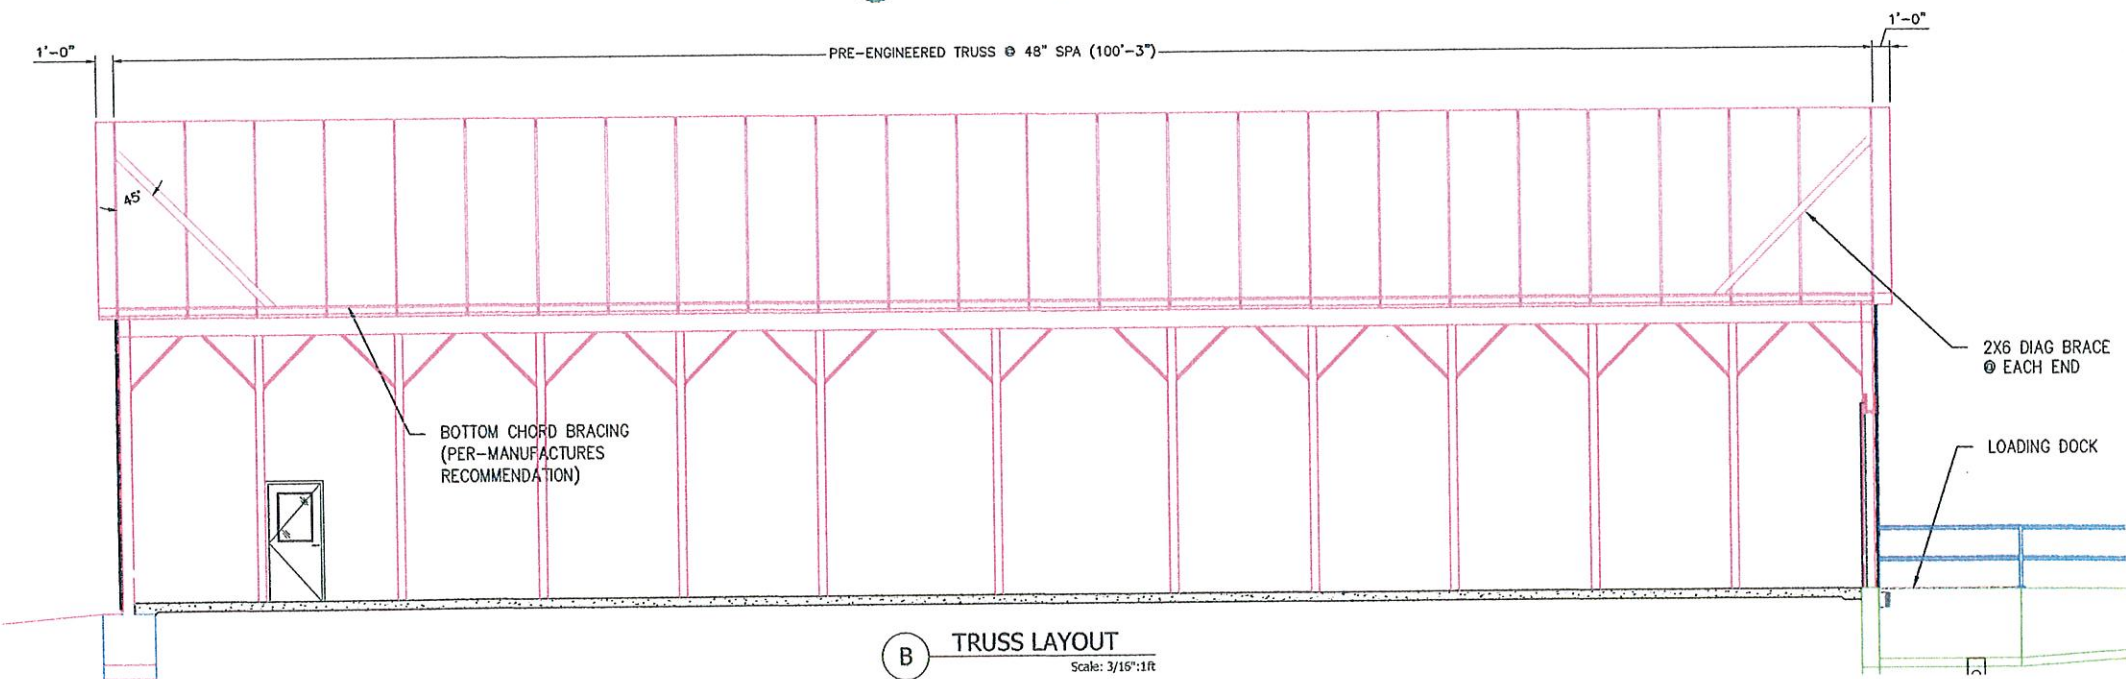 1'-0"
1'-0"
PRE-ENGINEERED TRUSS @ 48" SPA (100'-3")
45°
2X6 DIAG BRACE
@ EACH END
BOTTOM CHORD BRACING
(PER-MANUFACTURES
RECOMMENDATION)
LOADING DOCK
B
TRUSS LAYOUT
Scale: 3/16":1ft